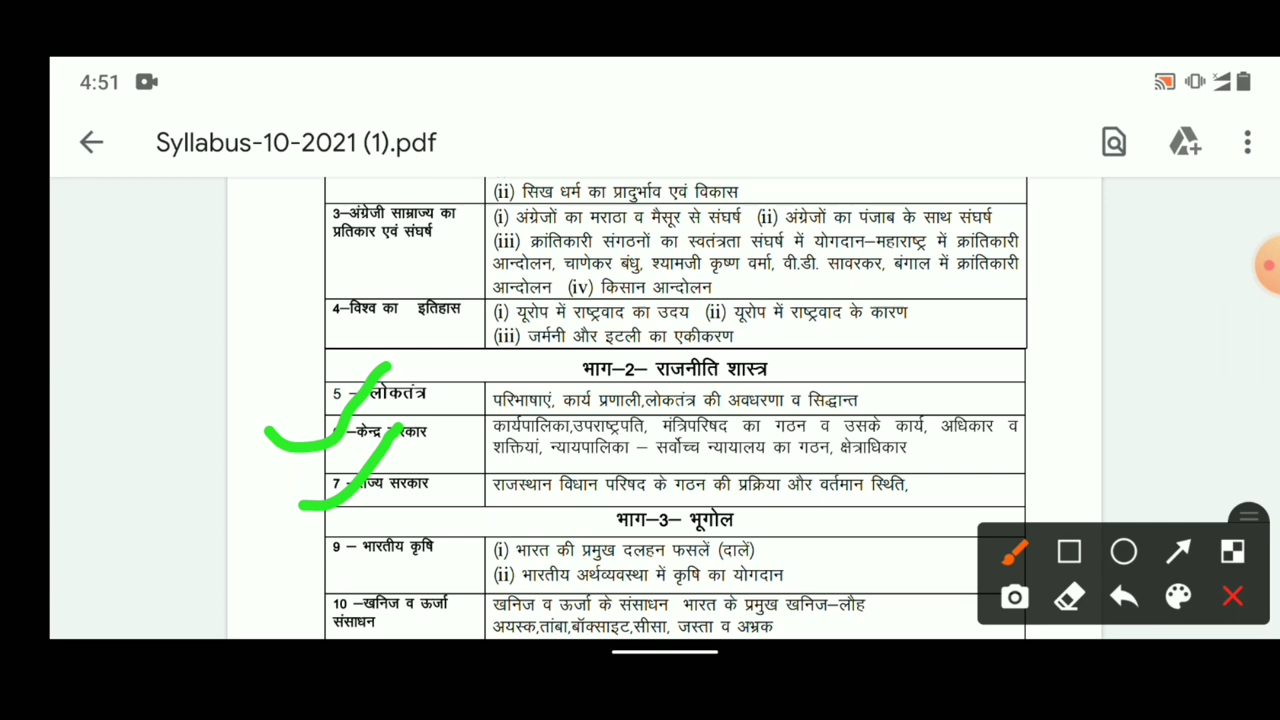 4:51
Syllabus-10-2021 (1).pdf
(ii) सिख धर्म का प्रादुर्भाव एवं विकास
3–अंग्रेजी साम्राज्य का
प्रतिकार एवं संघर्ष
(i) अंग्रेजों का मराठा व मैसूर से संघर्ष (ii) अंग्रेजों का पंजाब के साथ संघर्ष
(iii) क्रांतिकारी संगठनों का स्वतंत्रता संघर्ष में योगदान–महाराष्ट्र में क्रांतिकारी
आन्दोलन, चाणेकर बंधु, श्यामजी कृष्ण वर्मा, वी.डी. सावरकर, बंगाल में क्रांतिकारी
आन्दोलन (iv) किसान आन्दोलन
4–विश्व का इतिहास
(i) यूरोप में राष्ट्रवाद का उदय (ii) यूरोप में राष्ट्रवाद के कारण
(iii) जर्मनी और इटली का एकीकरण
भाग–2– राजनीति शास्त्र
5 – लोकतंत्र
परिभाषाएं, कार्य प्रणाली,लोकतंत्र की अवधरणा व सिद्धान्त
–केन्द्र सरकार
कार्यपालिका,उपराष्ट्रपति, मंत्रिपरिषद का गठन व उसके कार्य, अधिकार व
शक्तियां, न्यायपालिका – सर्वोच्च न्यायालय का गठन, क्षेत्राधिकार
7 –राज्य सरकार
राजस्थान विधान परिषद के गठन की प्रक्रिया और वर्तमान स्थिति,
भाग–3– भूगोल
9 – भारतीय कृषि
(i) भारत की प्रमुख दलहन फसलें (दालें)
(ii) भारतीय अर्थव्यवस्था में कृषि का योगदान
10 –खनिज व ऊर्जा
संसाधन
खनिज व ऊर्जा के संसाधन भारत के प्रमुख खनिज–लौह
अयस्क,तांबा,बॉक्साइट,सीसा, जस्ता व अभ्रक